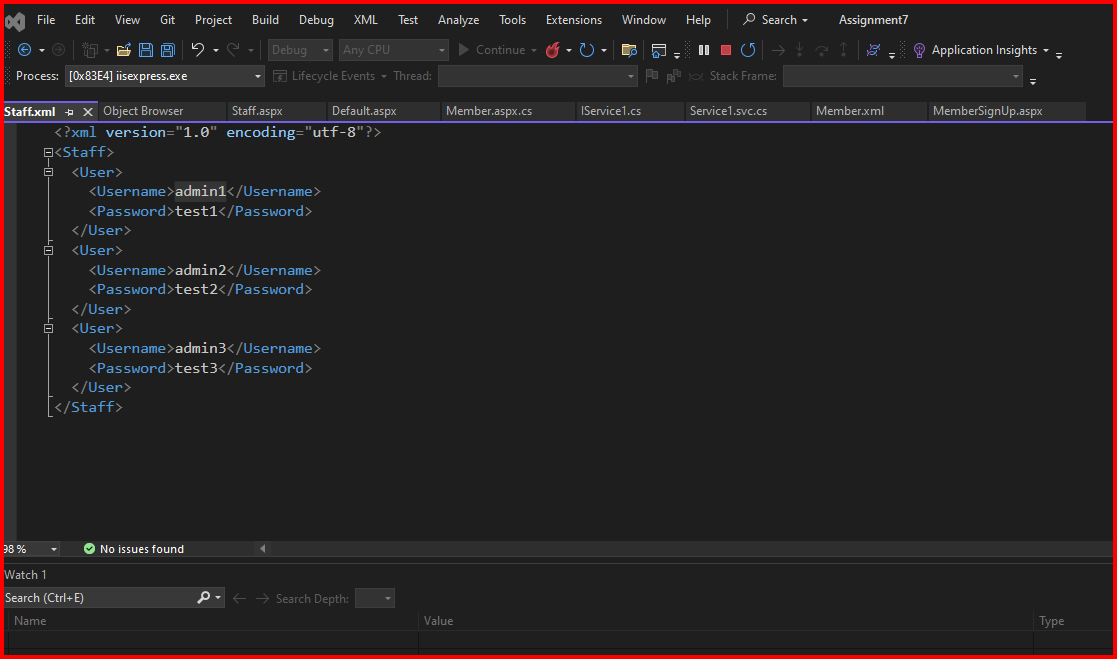 File Edit View Git Project Build Debug XML Test Analyze Tools Extensions Window Help Search Assignment7
Debug Any CPU Continue Application Insights
Process: [0x83E4] iisexpress.exe Lifecycle Events Thread: Stack Frame:
Staff.xml Object Browser Staff.aspx Default.aspx Member.aspx.cs IService1.cs Service1.svc.cs Member.xml MemberSignUp.aspx
<?xml version="1.0" encoding="utf-8"?>
<Staff>
<User>
<Username>admin1</Username>
<Password>test1</Password>
</User>
<User>
<Username>admin2</Username>
<Password>test2</Password>
</User>
<User>
<Username>admin3</Username>
<Password>test3</Password>
</User>
</Staff>
98 % No issues found
Watch 1
Search (Ctrl+E) Search Depth:
Name Value Type